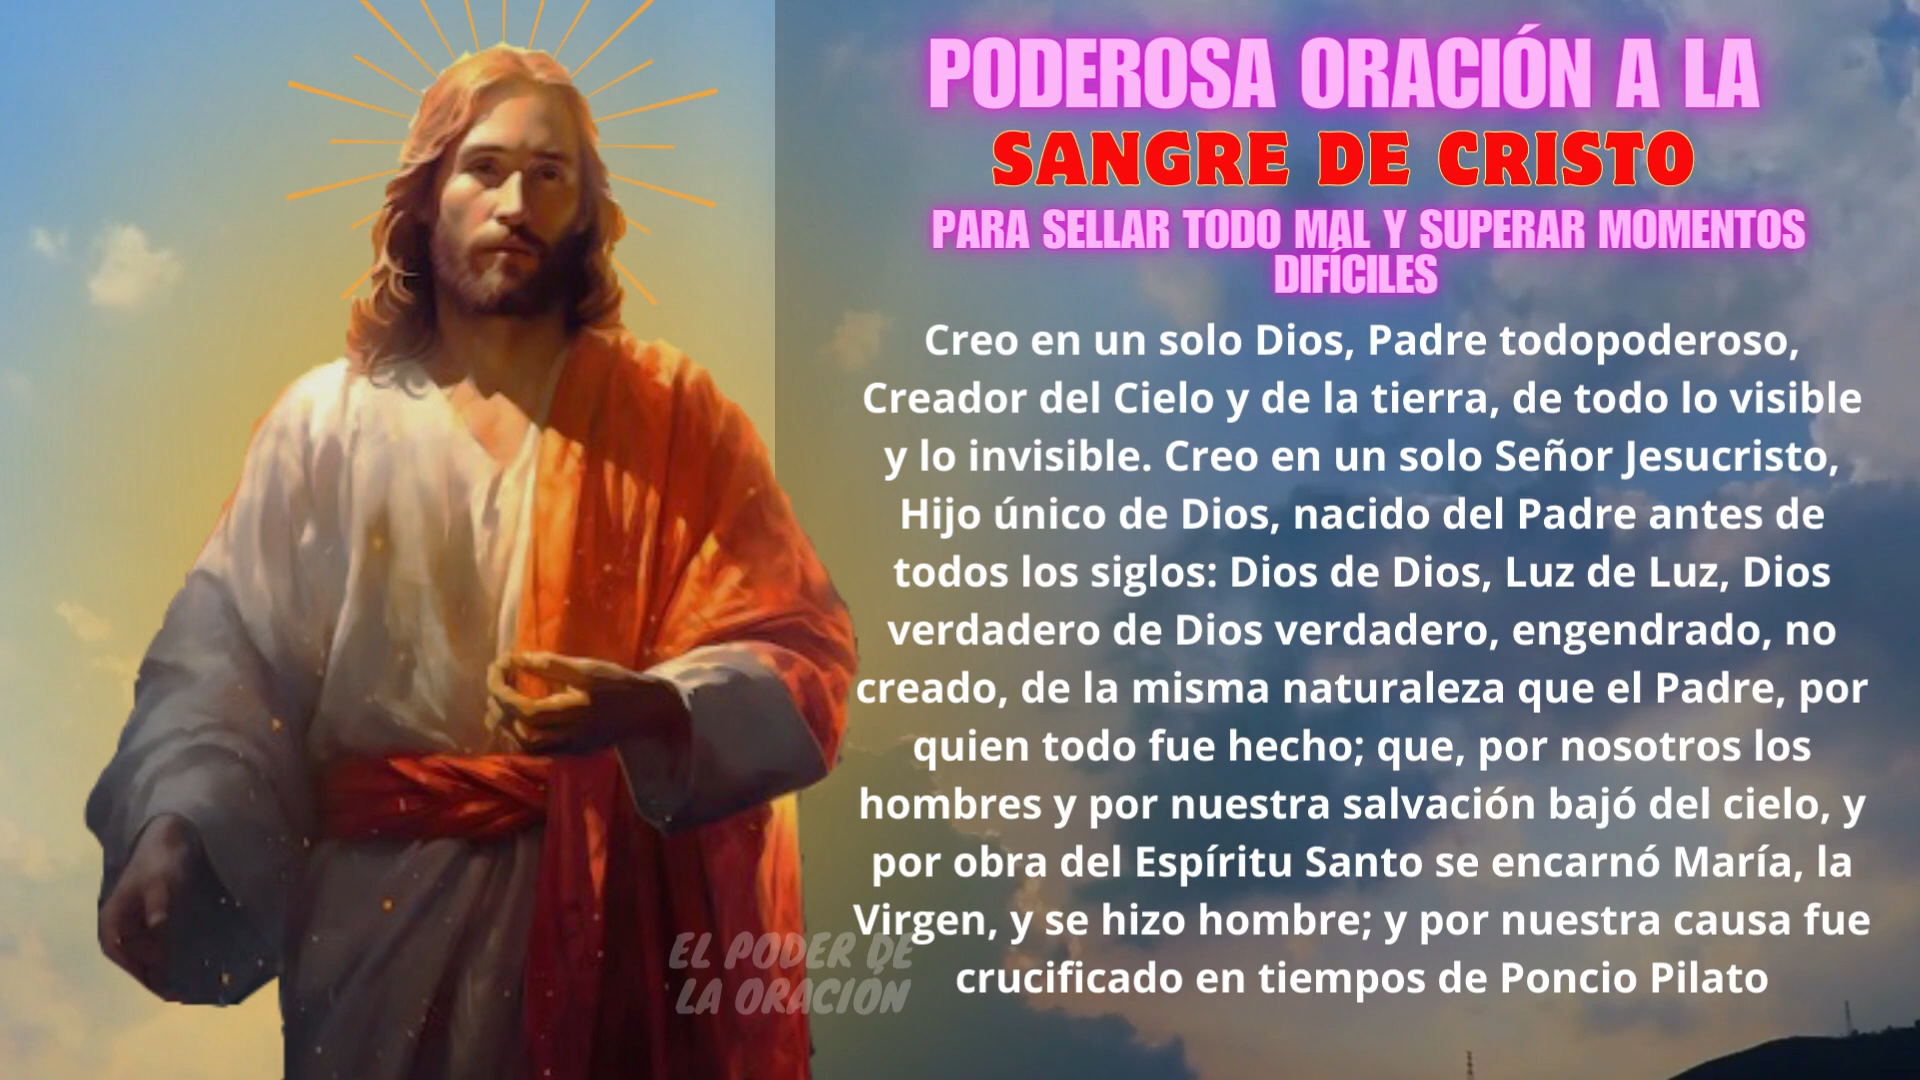 PODEROSA ORACIÓN A LA
SANGRE DE CRISTO
PARA SELLAR TODO MAL Y SUPERAR MOMENTOS
DIFÍCILES
Creo en un solo Dios, Padre todopoderoso,
Creador del Cielo y de la tierra, de todo lo visible
y lo invisible. Creo en un solo Señor Jesucristo,
Hijo único de Dios, nacido del Padre antes de
todos los siglos: Dios de Dios, Luz de Luz, Dios
verdadero de Dios verdadero, engendrado, no
creado, de la misma naturaleza que el Padre, por
quien todo fue hecho; que, por nosotros los
hombres y por nuestra salvación bajó del cielo, y
por obra del Espíritu Santo se encarnó María, la
Virgen, y se hizo hombre; y por nuestra causa fue
crucificado en tiempos de Poncio Pilato
EL PODER DE
LA ORACIÓN